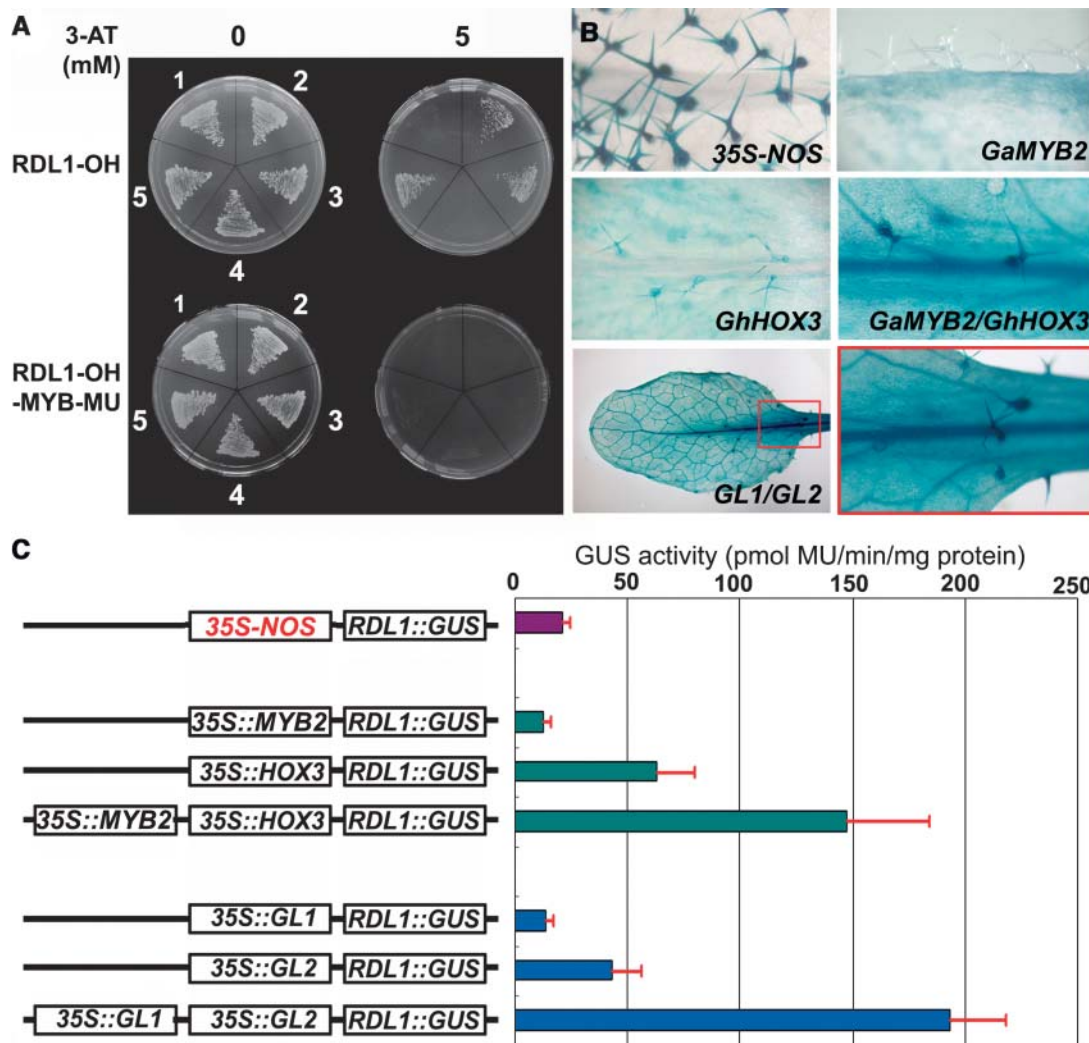 A
3-AT (mM)
0
5
RDL1-OH
1
2
3
4
5
RDL1-OH
-MYB-MU
1
2
3
4
5
B
35S-NOS
GaMYB2
GhHOX3
GaMYB2/GhHOX3
GL1/GL2
C
GUS activity (pmol MU/min/mg protein)
0 50 100 150 200 250
35S-NOS RDL1::GUS
35S::MYB2 RDL1::GUS
35S::HOX3 RDL1::GUS
35S::MYB2 35S::HOX3 RDL1::GUS
35S::GL1 RDL1::GUS
35S::GL2 RDL1::GUS
35S::GL1 35S::GL2 RDL1::GUS